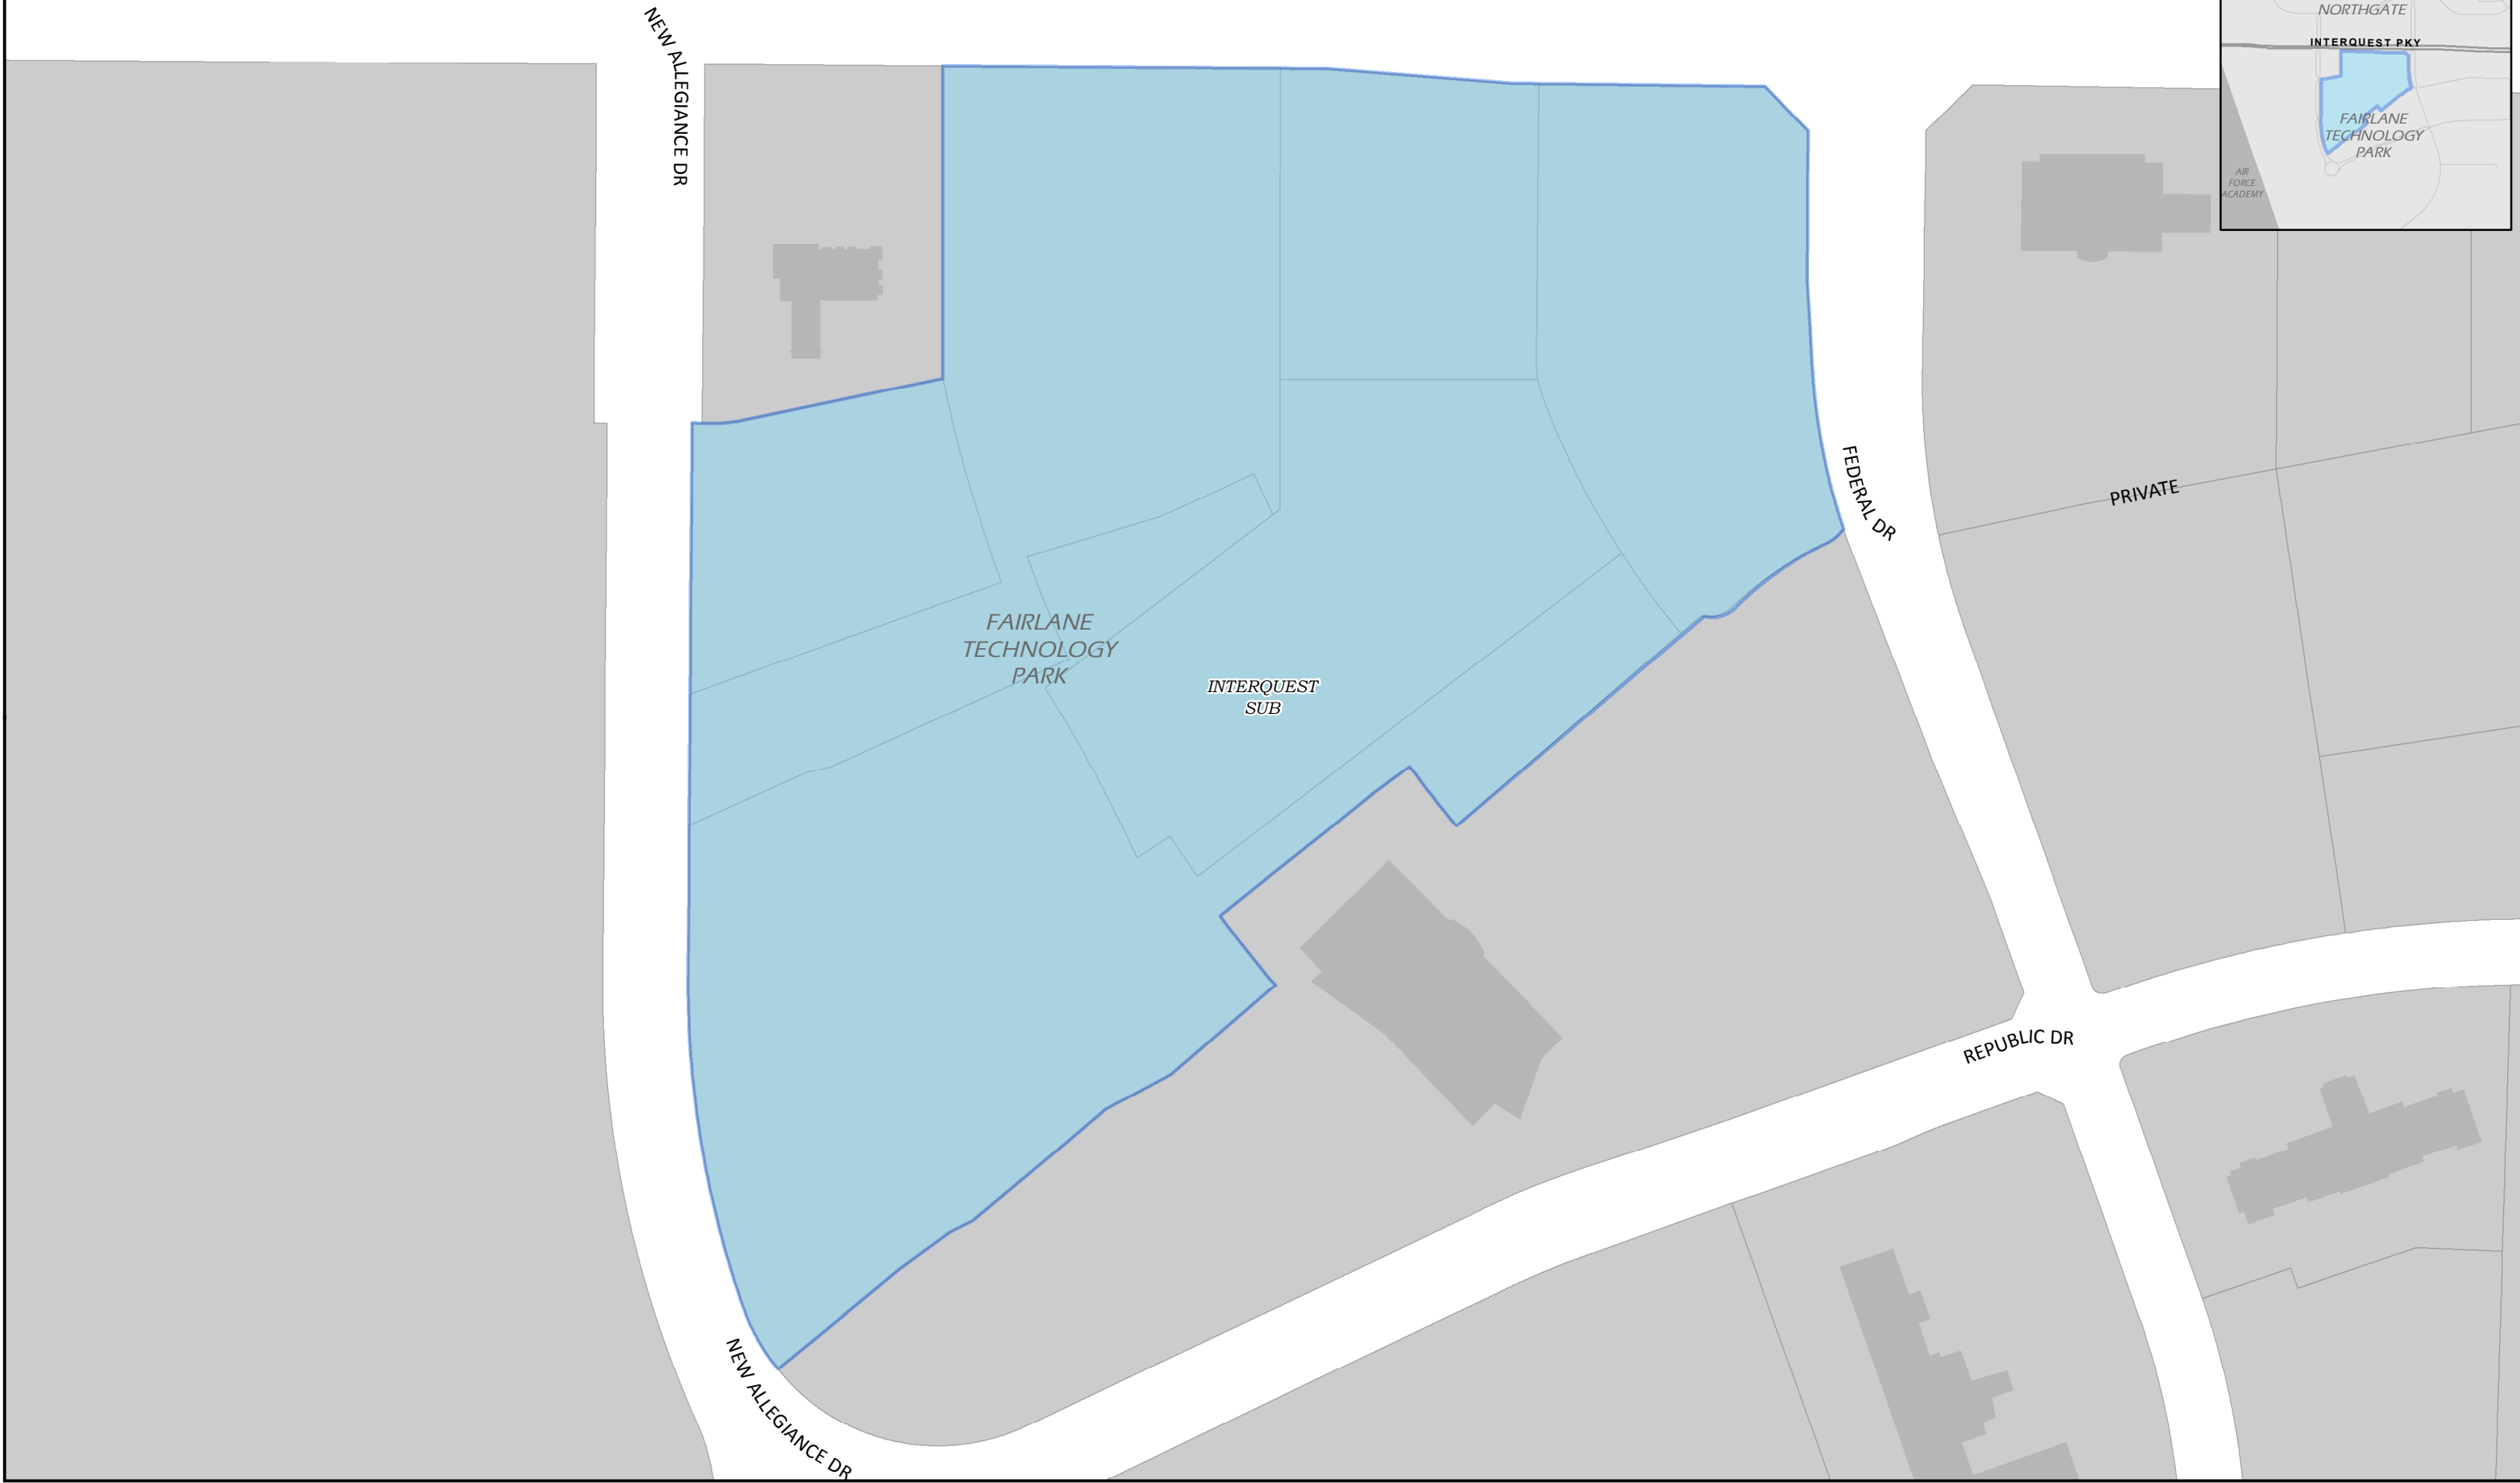 NEW ALLEGIANCE DR
NORTHGATE
INTERQUEST PKY
FAIRLANE
TECHNOLOGY
PARK
AIR
FORCE
ACADEMY
FEDERAL DR
PRIVATE
FAIRLANE
TECHNOLOGY
PARK
INTERQUEST
SUB
REPUBLIC DR
NEW ALLEGIANCE DR